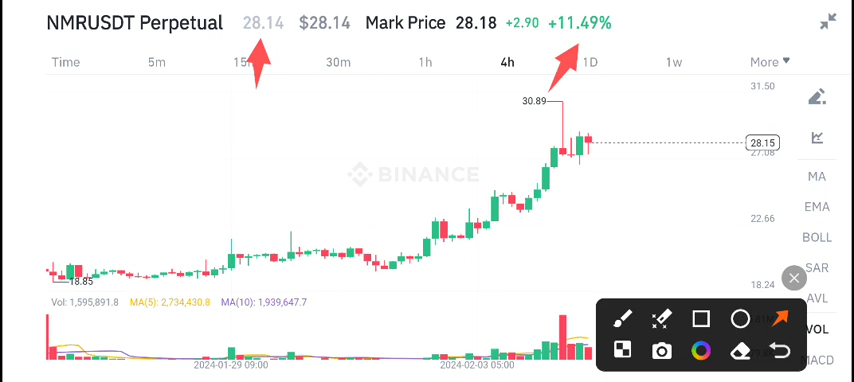 NMRUSDT Perpetual 28.14 $28.14 Mark Price 28.18 +2.90 +11.49%
Time 5m 15m 30m 1h 4h 1D 1w More
31.50
30.89
28.15
27.08
BINANCE
MA
EMA
22.66
BOLL
SAR
18.85
18.24
AVL
Vol: 1,595,891.8 MA(5): 2,734,430.8 MA(10): 1,939,647.7
VOL
MACD
2024-01-29 09:00 2024-02-03 05:00